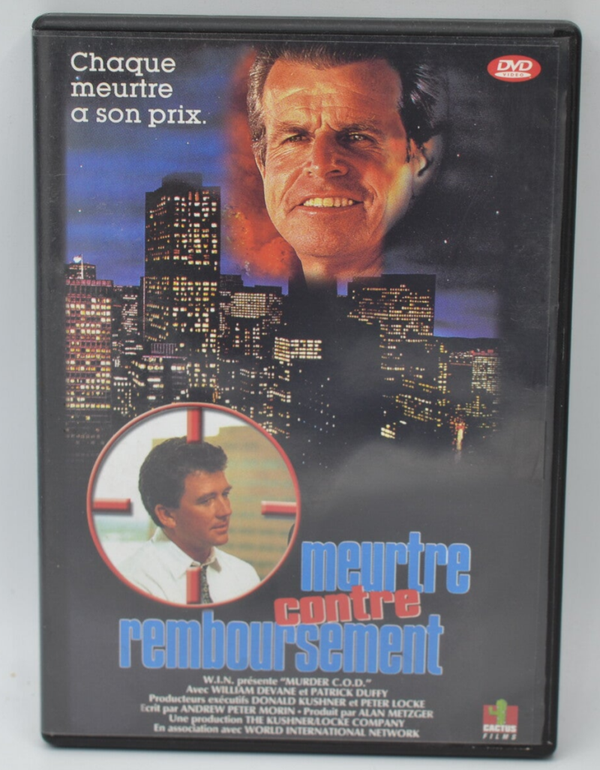 Chaque
meurtre
a son prix.
DVD
VIDEO
meurtre
contre
remboursement
W.I.N. présente "MURDER C.O.D."
Avec WILLIAM DEVANE et PATRICK DUFFY
Producteurs exécutifs DONALD KUSHNER et PETER LOCKE
Ecrit par ANDREW PETER MORIN • Produit par ALAN METZGER
Une production THE KUSHNER/LOCKE COMPANY
En association avec WORLD INTERNATIONAL NETWORK
CACTUS
FILMS